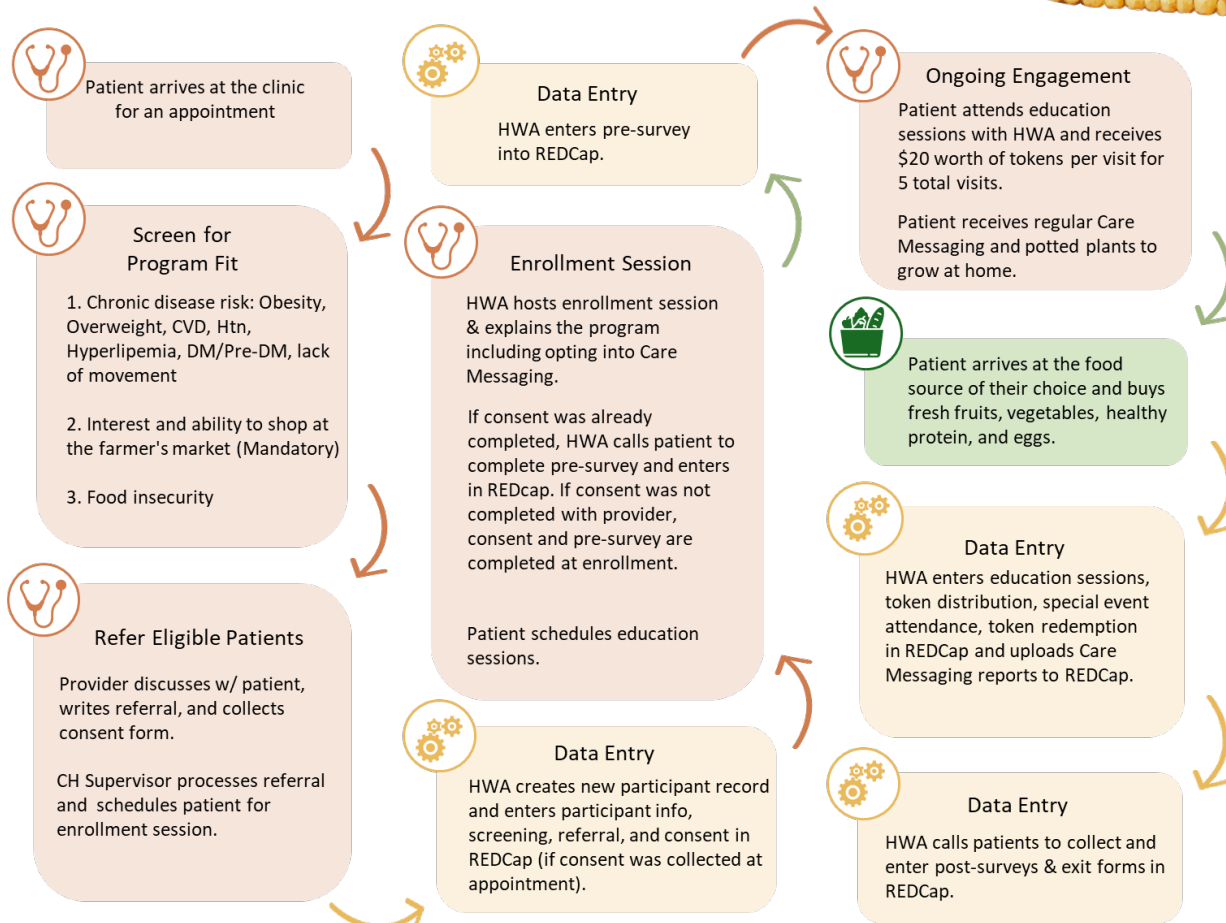 Patient arrives at the clinic
for an appointment
Screen for
Program Fit
1. Chronic disease risk: Obesity,
Overweight, CVD, Htn,
Hyperlipemia, DM/Pre-DM, lack
of movement
2. Interest and ability to shop at
the farmer's market (Mandatory)
3. Food insecurity
Refer Eligible Patients
Provider discusses w/ patient,
writes referral, and collects
consent form.
CH Supervisor processes referral
and schedules patient for
enrollment session.
Data Entry
HWA creates new participant record
and enters participant info,
screening, referral, and consent in
REDCap (if consent was collected at
appointment).
Enrollment Session
HWA hosts enrollment session
& explains the program
including opting into Care
Messaging.
If consent was already
completed, HWA calls patient to
complete pre-survey and enters
in REDcap. If consent was not
completed with provider,
consent and pre-survey are
completed at enrollment.
Patient schedules education
sessions.
Data Entry
HWA enters pre-survey
into REDCap.
Ongoing Engagement
Patient attends education
sessions with HWA and receives
$20 worth of tokens per visit for
5 total visits.
Patient receives regular Care
Messaging and potted plants to
grow at home.
Patient arrives at the food
source of their choice and buys
fresh fruits, vegetables, healthy
protein, and eggs.
Data Entry
HWA enters education sessions,
token distribution, special event
attendance, token redemption
in REDCap and uploads Care
Messaging reports to REDCap.
Data Entry
HWA calls patients to collect and
enter post-surveys & exit forms in
REDCap.